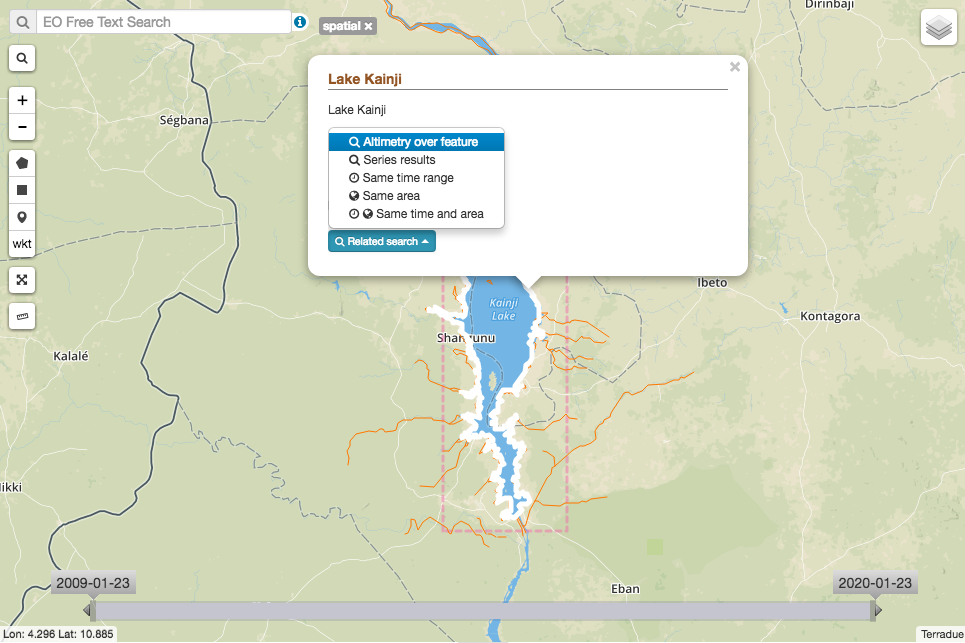 EO Free Text Search
spatial ×
Dirinbaji
Lake Kainji
Lake Kainji
Altimetry over feature
Series results
Same time range
Same area
Same time and area
Related search
+
-
wkt
Ségbana
Ibeto
Kainji
Lake
Kontagora
Shangunu
Kalalé
ikki
2009-01-23
2020-01-23
Eban
Lon: 4.296 Lat: 10.885
Terradue